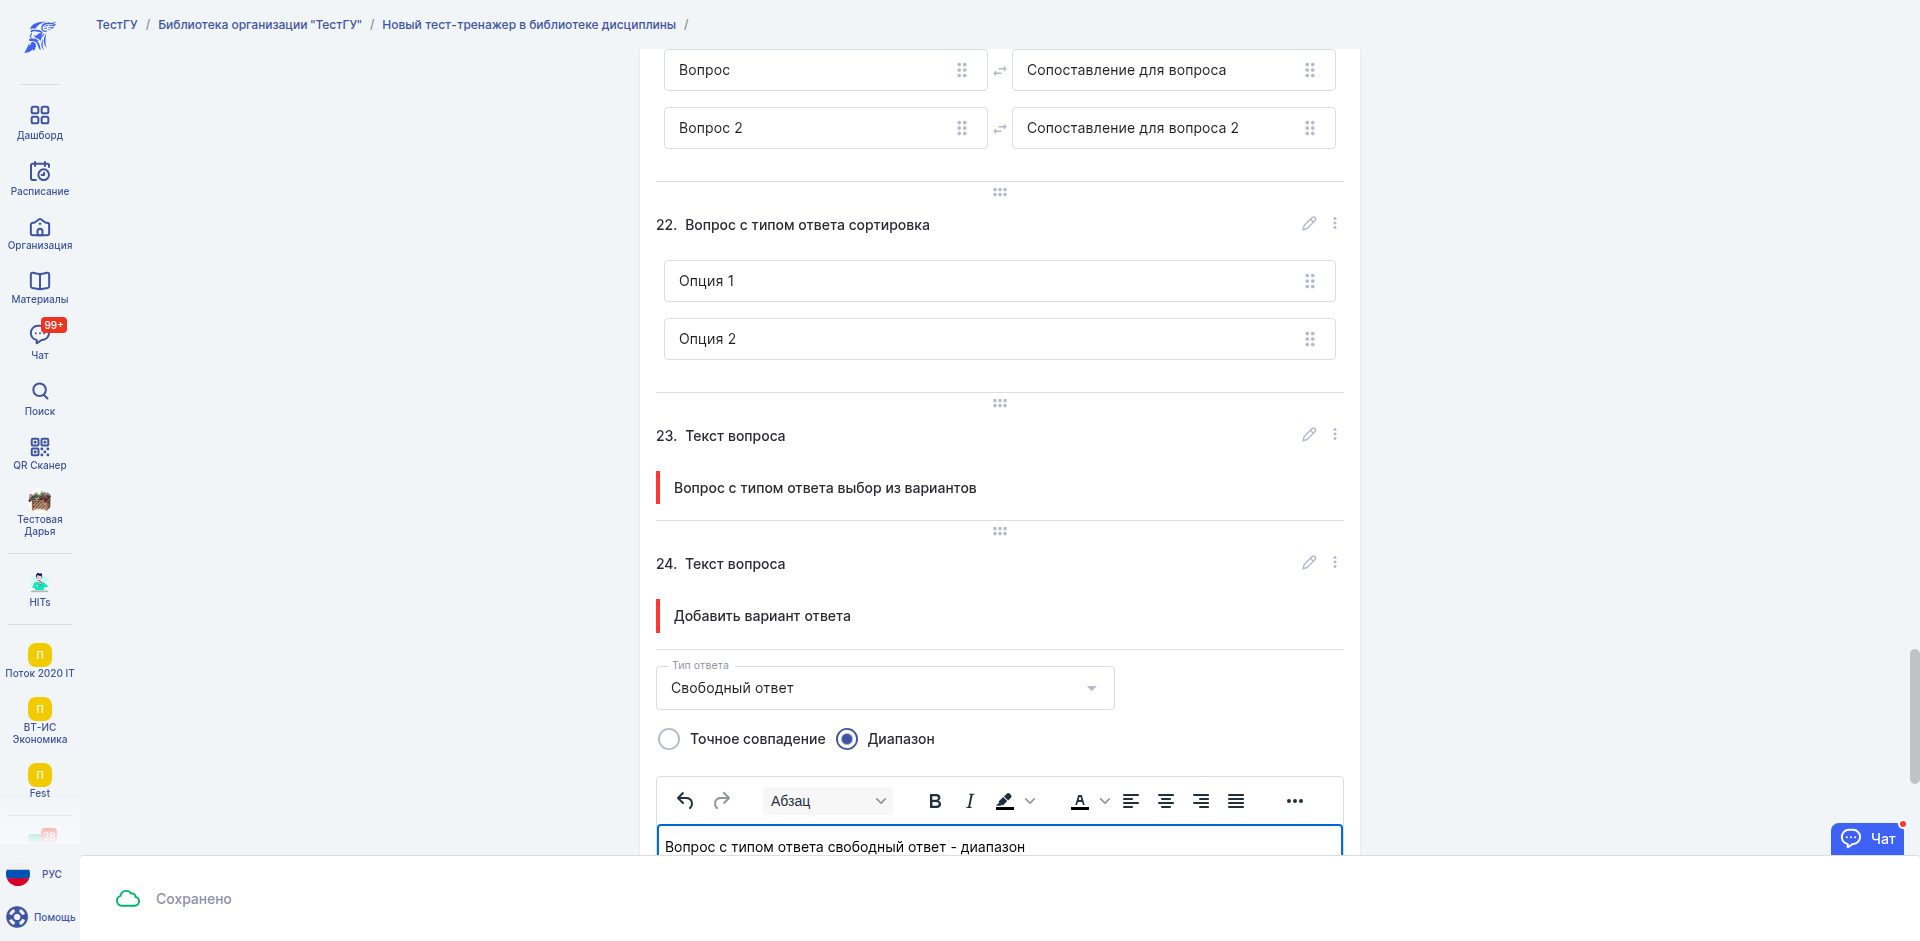 ТестГУ / Библиотека организации "ТестГУ" / Новый тест-тренажер в библиотеке дисциплины /
Дашборд
Расписание
Организация
Материалы
99+
Чат
Поиск
QR Сканер
Тестовая
Дарья
HITs
П
Поток 2020 IT
П
ВТ-ИС
Экономика
П
Fest
28
РУС
Помощь
Вопрос
Сопоставление для вопроса
Вопрос 2
Сопоставление для вопроса 2
22. Вопрос с типом ответа сортировка
Опция 1
Опция 2
23. Текст вопроса
Вопрос с типом ответа выбор из вариантов
24. Текст вопроса
Добавить вариант ответа
Тип ответа
Свободный ответ
Точное совпадение
Диапазон
Абзац
B
I
A
Вопрос с типом ответа свободный ответ - диапазон
Чат
Сохранено